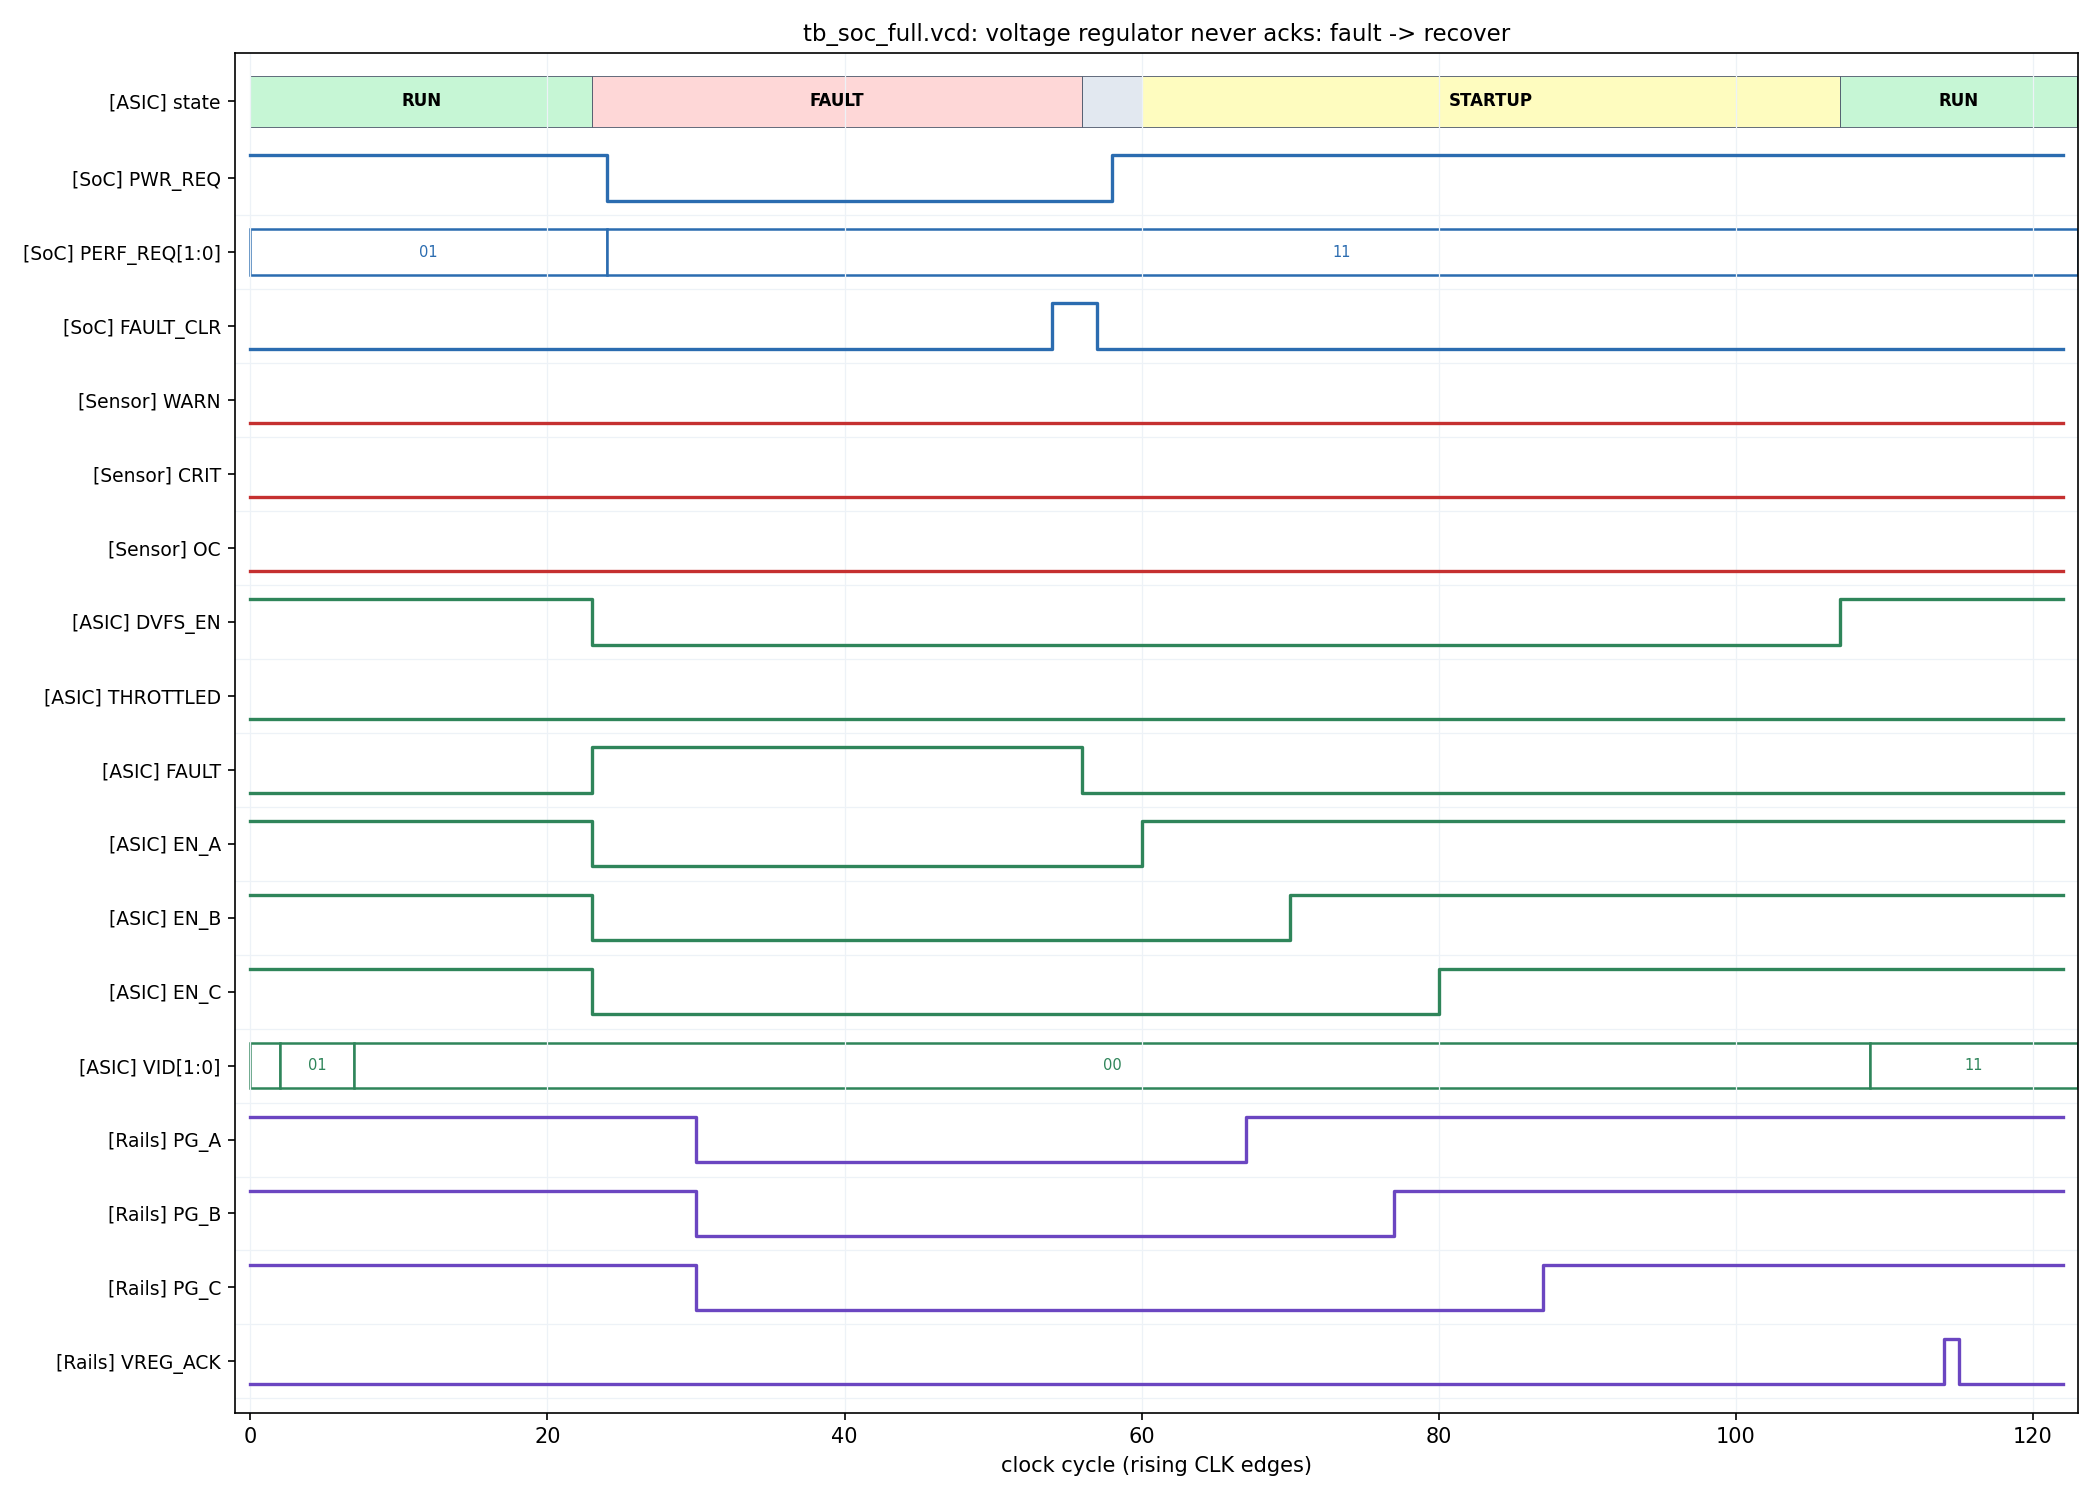 tb_soc_full.vcd: voltage regulator never acks: fault -> recover
[ASIC] state
RUN
FAULT
STARTUP
RUN
[SoC] PWR_REQ
[SoC] PERF_REQ[1:0]
01
11
[SoC] FAULT_CLR
[Sensor] WARN
[Sensor] CRIT
[Sensor] OC
[ASIC] DVFS_EN
[ASIC] THROTTLED
[ASIC] FAULT
[ASIC] EN_A
[ASIC] EN_B
[ASIC] EN_C
[ASIC] VID[1:0]
01
00
11
[Rails] PG_A
[Rails] PG_B
[Rails] PG_C
[Rails] VREG_ACK
0
20
40
60
80
100
120
clock cycle (rising CLK edges)